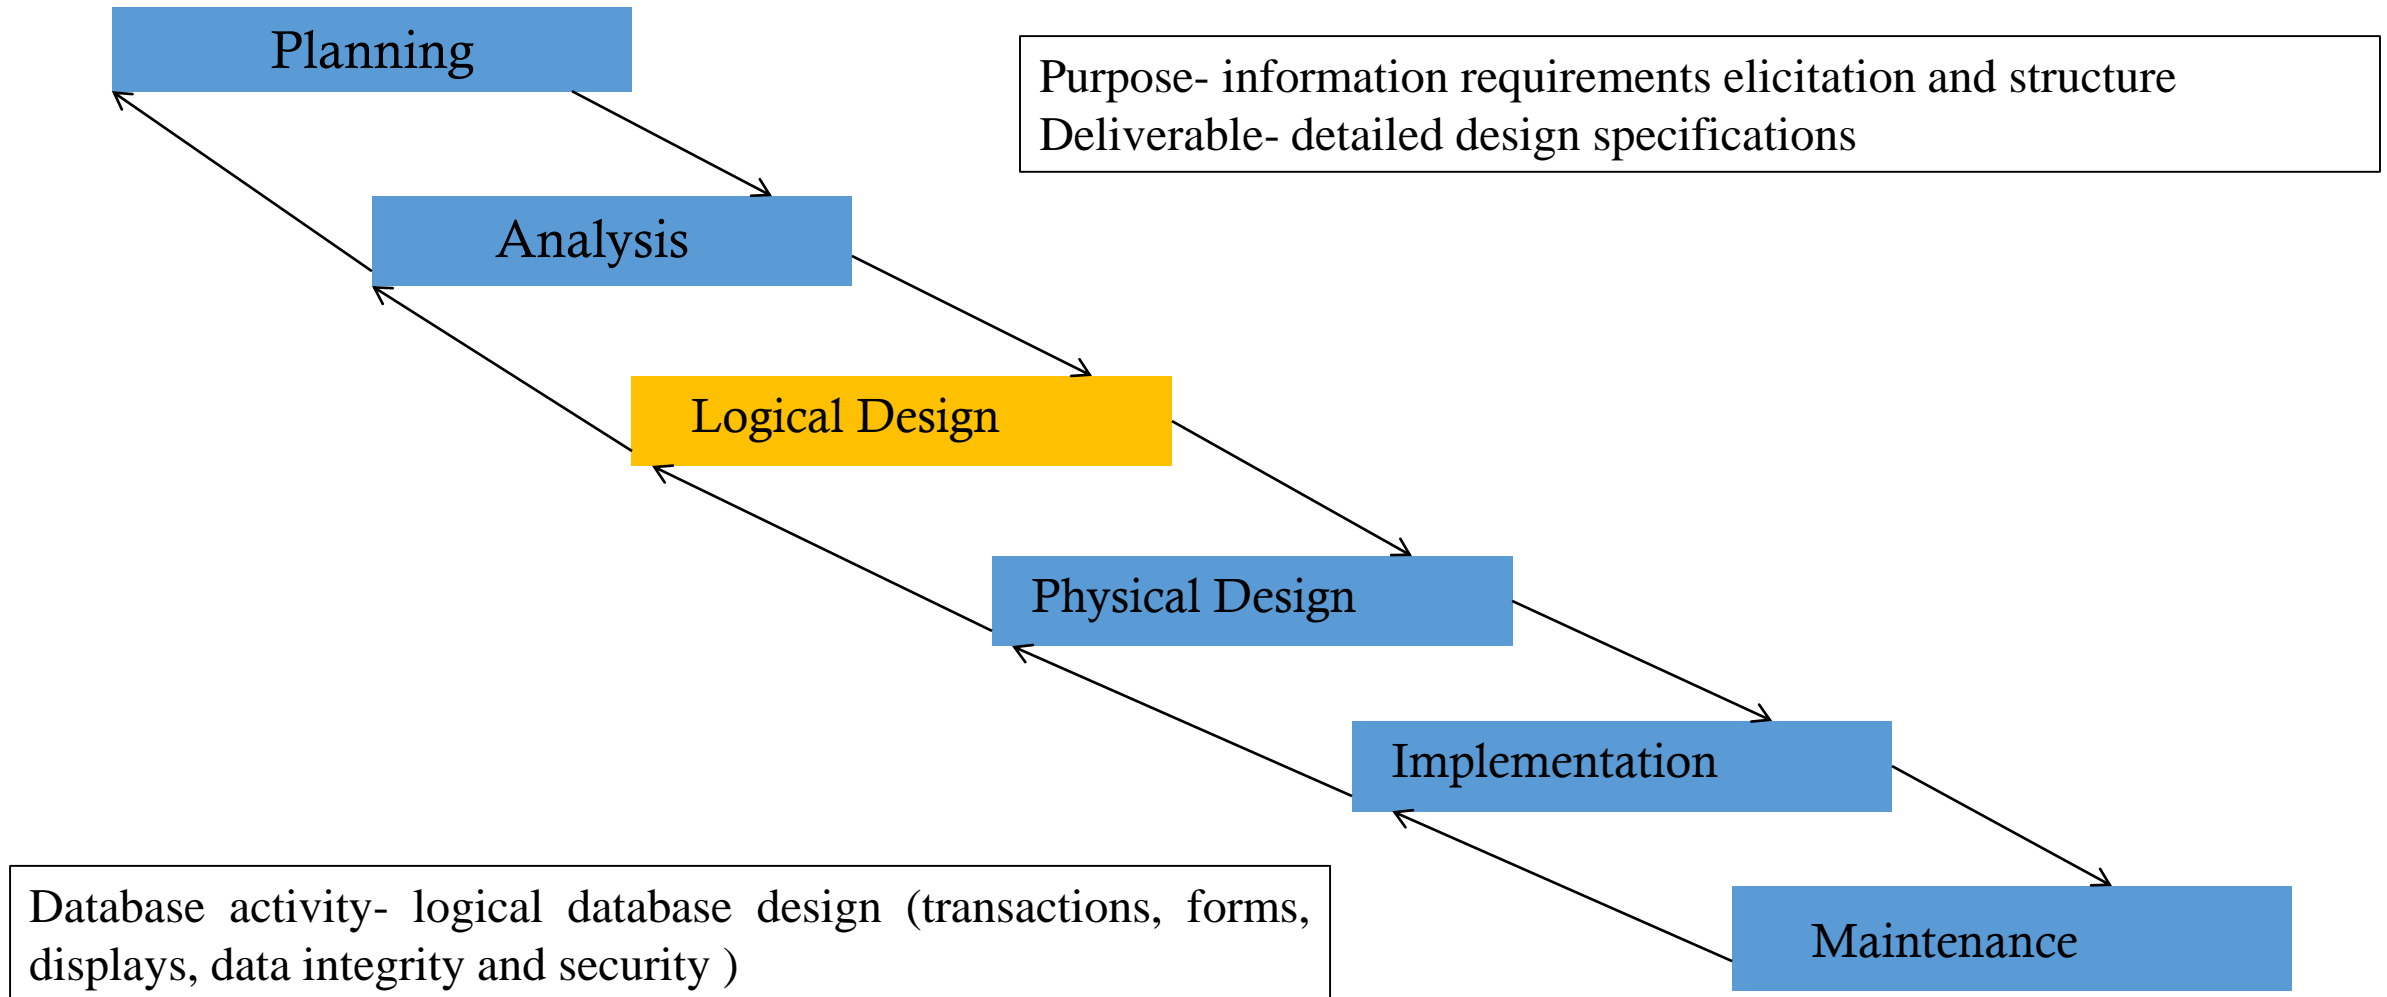 Planning
Purpose- information requirements elicitation and structure
Deliverable- detailed design specifications
Analysis
Logical Design
Physical Design
Implementation
Database activity- logical database design (transactions, forms,
displays, data integrity and security )
Maintenance